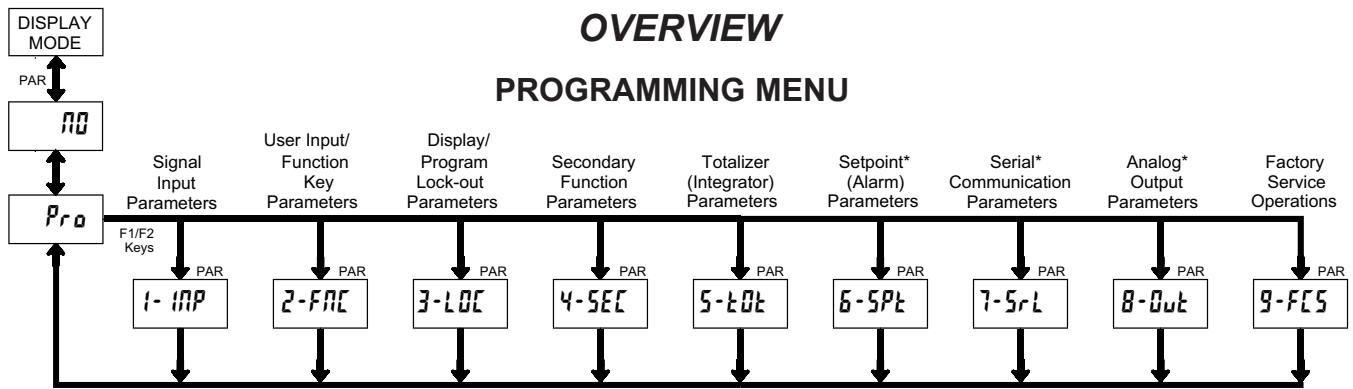 OVERVIEW
PROGRAMMING MENU
DISPLAY
MODE
PAR
NO
Pro
F1/F2
Keys
Signal
Input
Parameters
User Input/
Function
Key
Parameters
Display/
Program
Lock-out
Parameters
Secondary
Function
Parameters
Totalizer
(Integrator)
Parameters
Setpoint*
(Alarm)
Parameters
Serial*
Communication
Parameters
Analog*
Output
Parameters
Factory
Service
Operations
PAR
PAR
PAR
PAR
PAR
PAR
PAR
PAR
PAR
1-INP
2-FNC
3-LOC
4-SEC
5-tOt
6-SPt
7-SrL
8-Out
9-FCS